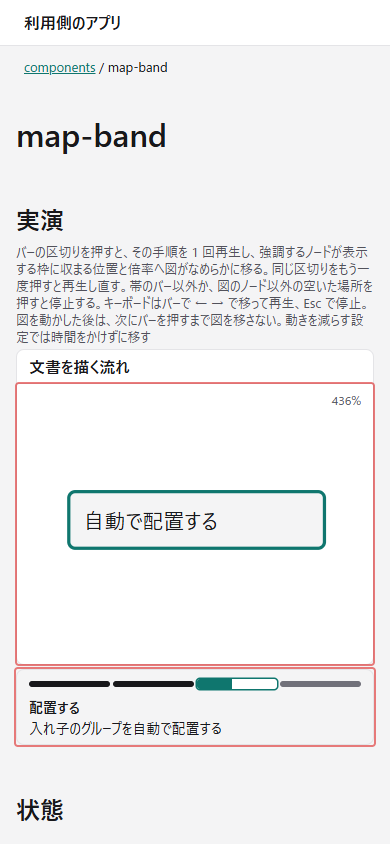 利用側のアプリ
components / map-band
map-band
実演
バーの区切りを押すと、その手順を 1 回再生し、強調するノードが表示
する枠に収まる位置と倍率へ図がなめらかに移る。同じ区切りをもう一
度押すと再生し直す。帯のバー以外か、図のノード以外の空いた場所を
押すと停止する。キーボードはバーで ← → で移って再生、Esc で停止。
図を動かした後は、次にバーを押すまで図を移さない。動きを減らす設
定では時間をかけずに移す
文書を描く流れ
436%
自動で配置する
配置する
入れ子のグループを自動で配置する
状態